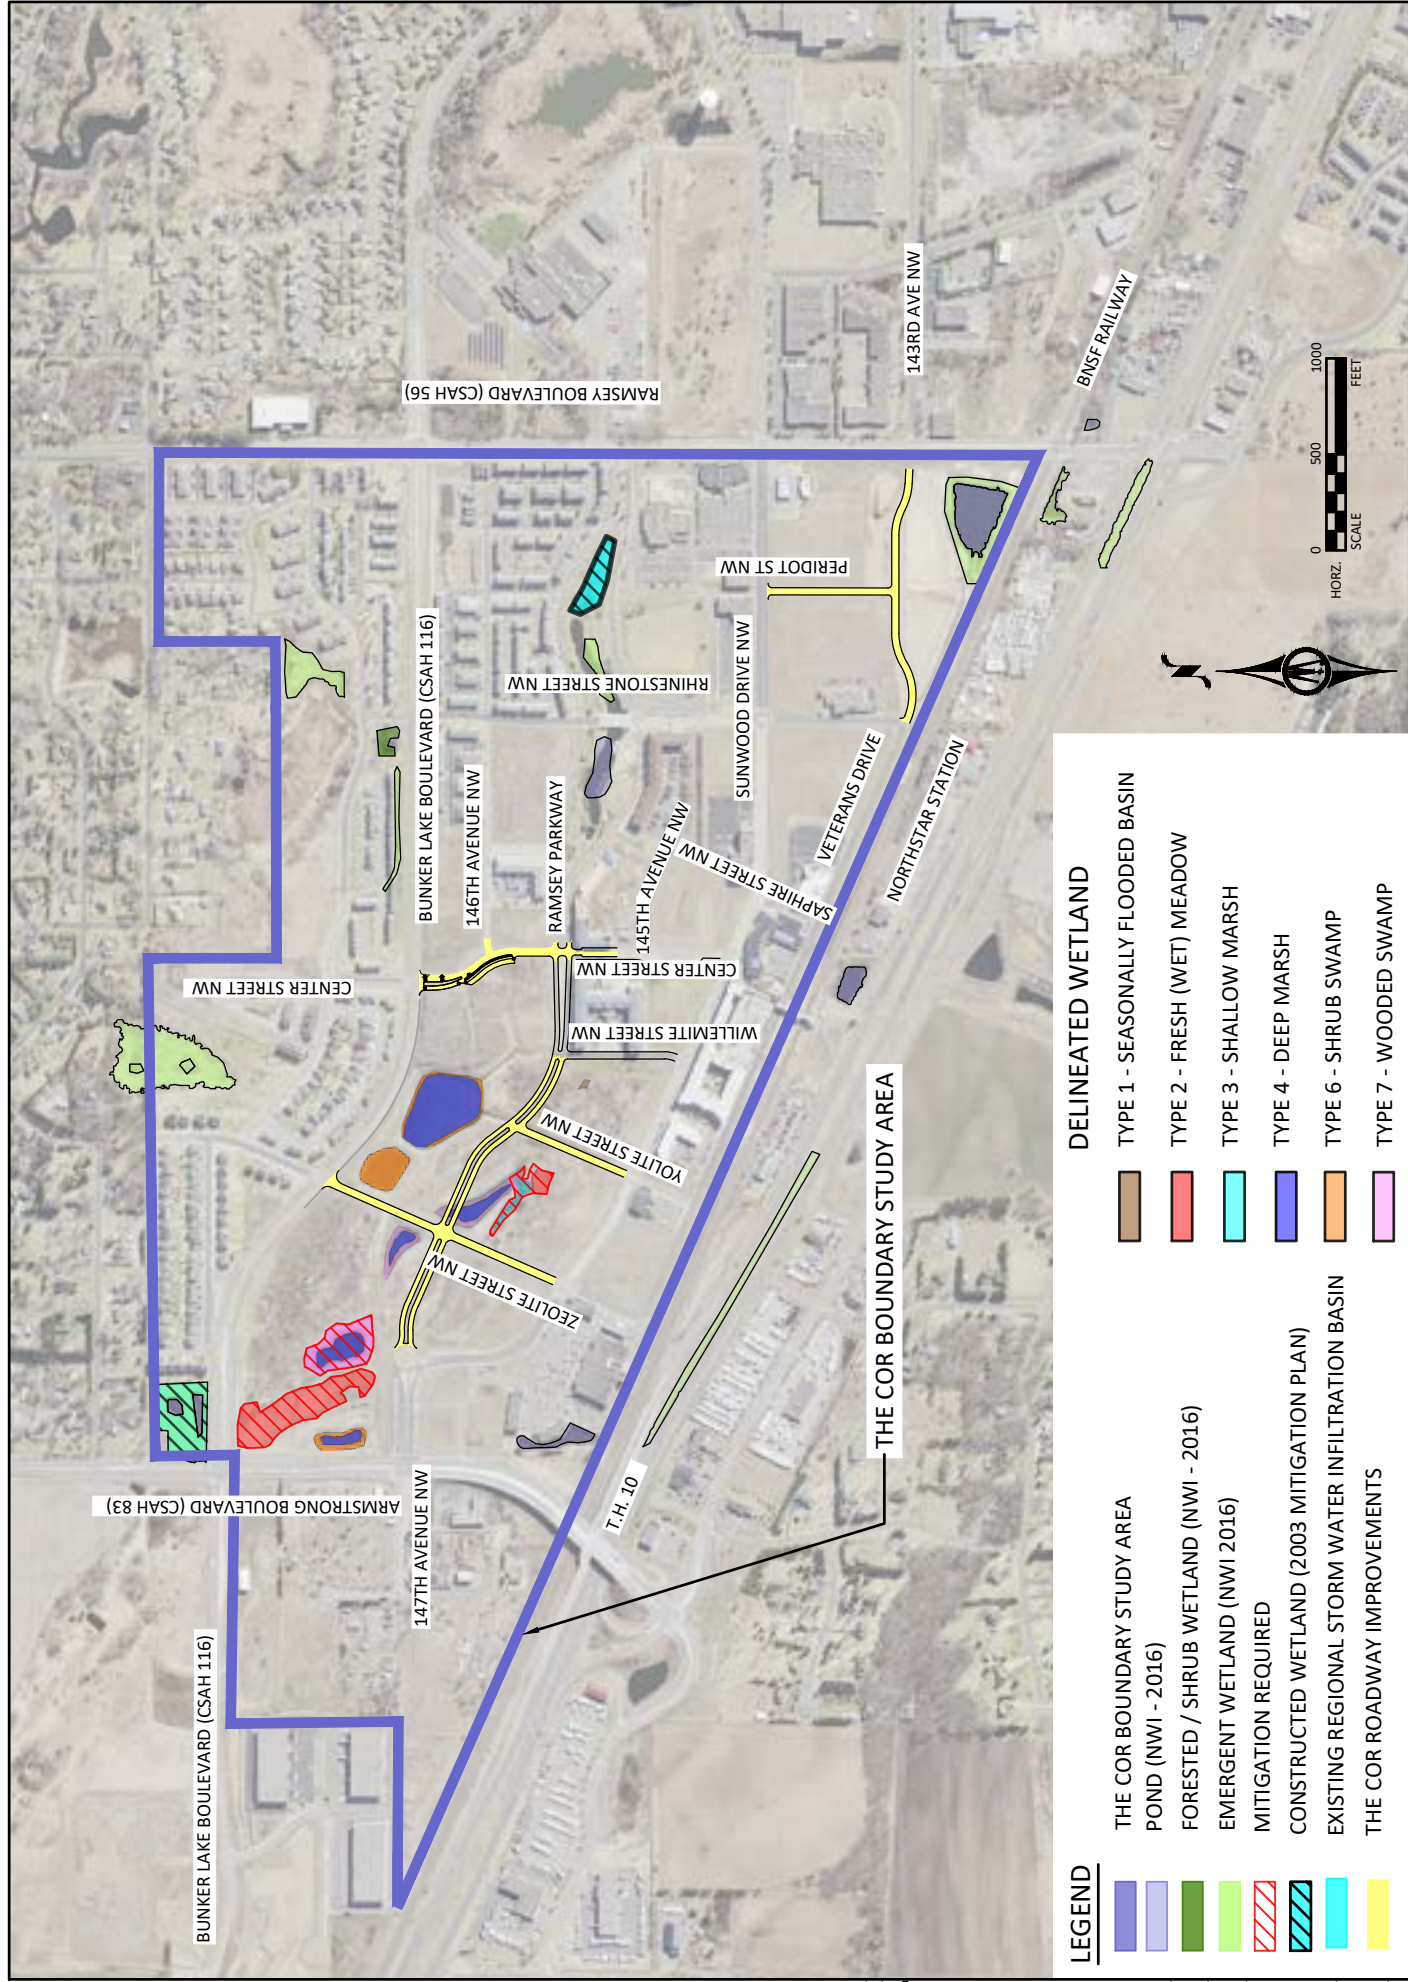 BUNKER LAKE BOULEVARD (CSAH 116)
ARMSTRONG BOULEVARD (CSAH 83)
147TH AVENUE NW
CENTER STREET NW
BUNKER LAKE BOULEVARD (CSAH 116)
146TH AVENUE NW
RAMSEY PARKWAY
145TH AVENUE NW
CENTER STREET NW
WILLEMITE STREET NW
YOLITE STREET NW
ZEOLITE STREET NW
SAPHIRE STREET NW
RHINESTONE STREET NW
SUNWOOD DRIVE NW
PERIDOT ST NW
VETERANS DRIVE
NORTHSTAR STATION
RAMSEY BOULEVARD (CSAH 56)
143RD AVE NW
BNSF RAILWAY
T.H. 10
THE COR BOUNDARY STUDY AREA
N
0
500
1000
HORZ.
SCALE
FEET
LEGEND
THE COR BOUNDARY STUDY AREA
POND (NWI - 2016)
FORESTED / SHRUB WETLAND (NWI - 2016)
EMERGENT WETLAND (NWI 2016)
MITIGATION REQUIRED
CONSTRUCTED WETLAND (2003 MITIGATION PLAN)
EXISTING REGIONAL STORM WATER INFILTRATION BASIN
THE COR ROADWAY IMPROVEMENTS
DELINEATED WETLAND
TYPE 1 - SEASONALLY FLOODED BASIN
TYPE 2 - FRESH (WET) MEADOW
TYPE 3 - SHALLOW MARSH
TYPE 4 - DEEP MARSH
TYPE 6 - SHRUB SWAMP
TYPE 7 - WOODED SWAMP